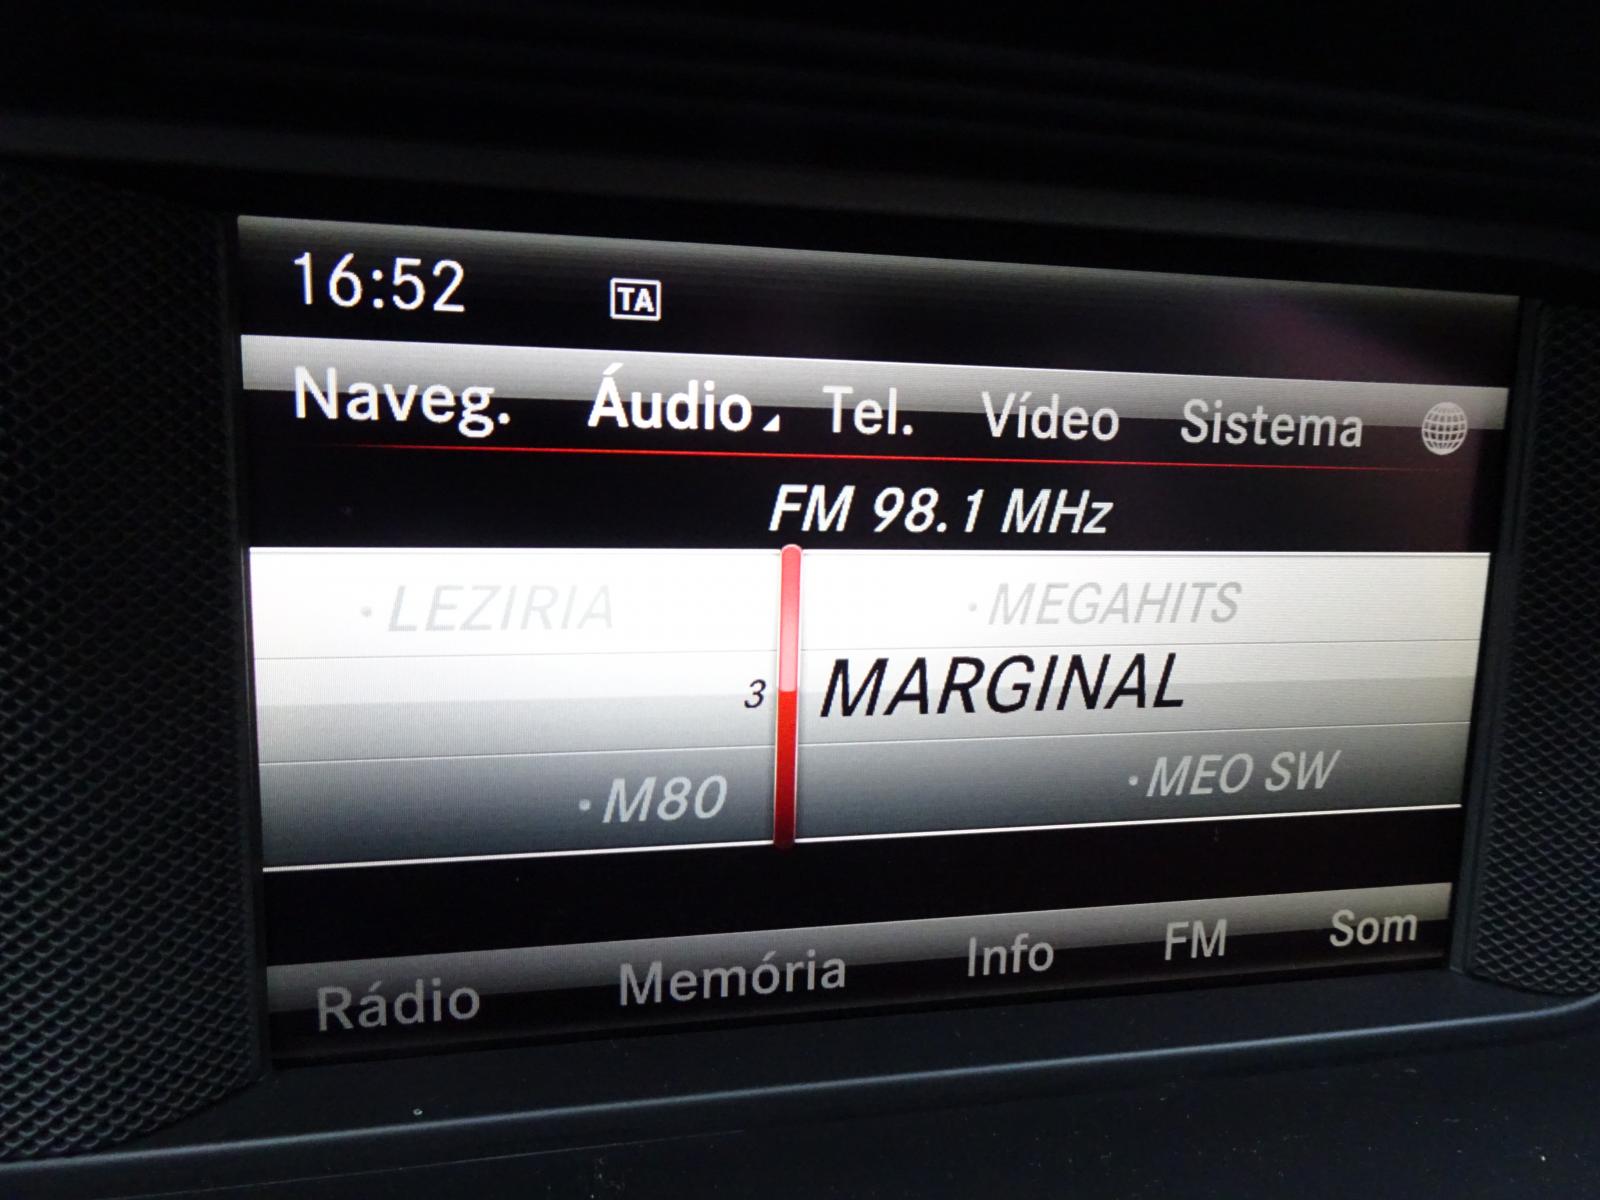 16:52 TA
Naveg. Áudio Tel. Vídeo Sistema
FM 98.1 MHz
· LEZIRIA · MEGAHITS
3 MARGINAL
· M80 · MEO SW
Rádio Memória Info FM Som